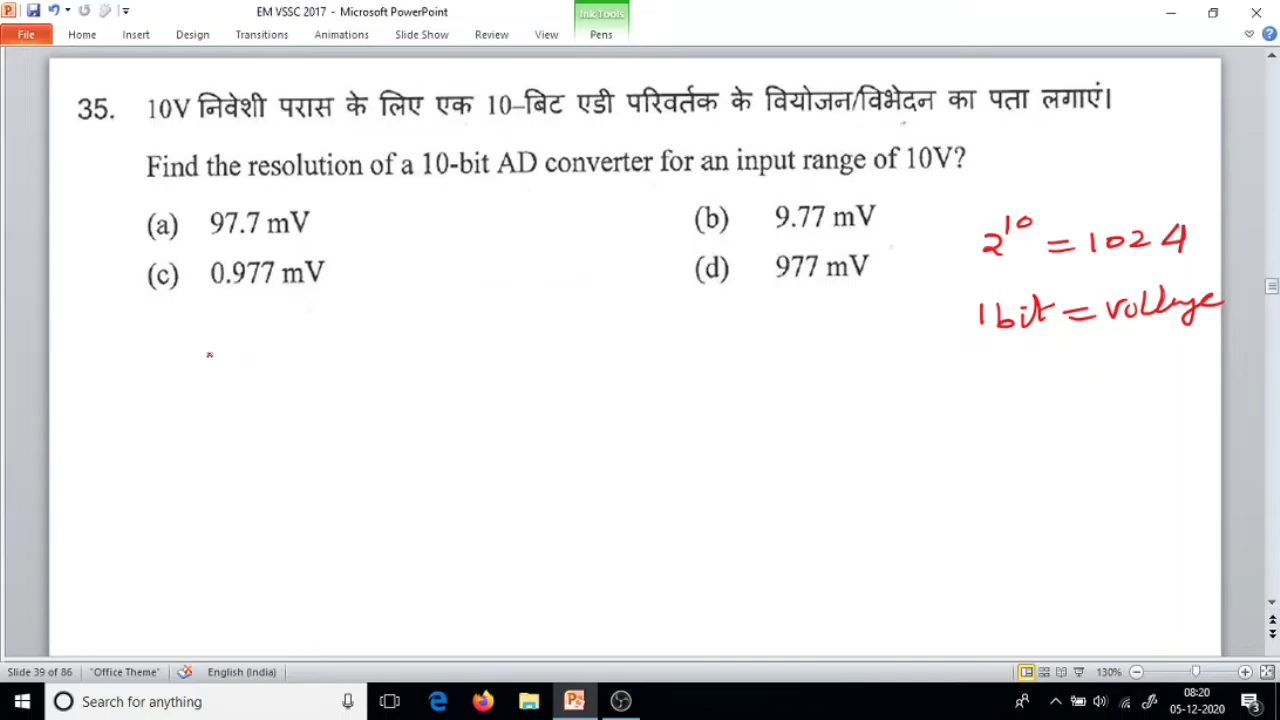 EM VSSC 2017 - Microsoft PowerPoint
Ink Tools
File Home Insert Design Transitions Animations Slide Show Review View Pens
35. 10V निवेशी परास के लिए एक 10–बिट एडी परिवर्तक के वियोजन/विभेदन का पता लगाएं।
Find the resolution of a 10-bit AD converter for an input range of 10V?
(a) 97.7 mV (b) 9.77 mV
(c) 0.977 mV (d) 977 mV
2^10 = 1024
1 bit = voltage
Slide 39 of 86 "Office Theme" English (India) 130%
Search for anything
08:20
05-12-2020
3